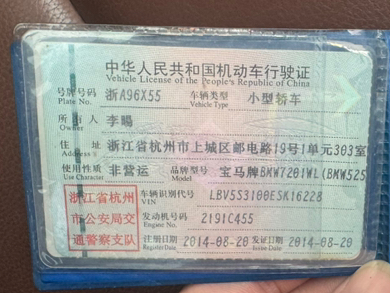 中华人民共和国机动车行驶证
Vehicle License of the People's Republic of China
号牌号码 浙A96X55 车辆类型 小型轿车
Plate No. Vehicle Type
所有人 李暘
Owner
住址 浙江省杭州市上城区邮电路19号1单元303室
Address
使用性质 非营运 品牌型号 宝马牌BMW7201WL(BMW525
Use Character Model
浙江省杭州
市公安局交
通警察支队
车辆识别代号 LBV5S3100ESK16228
VIN
发动机号码 2191C455
Engine No.
注册日期 2014-08-20 发证日期 2014-08-20
Register Date Issue Date